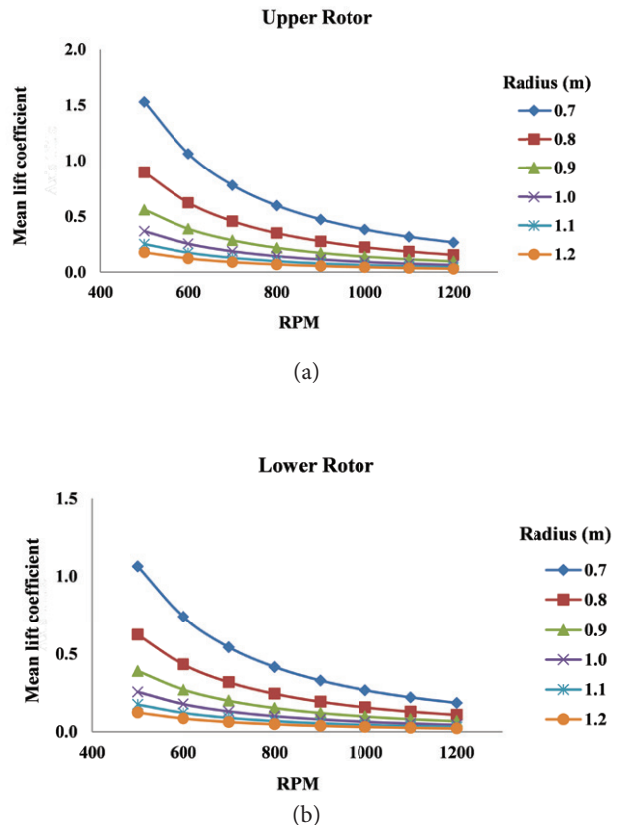 Upper Rotor
2.0
1.5
1.0
0.5
0.0
Mean lift coefficient
400 600 800 1000 1200
RPM
Radius (m)
0.7
0.8
0.9
1.0
1.1
1.2
(a)
Lower Rotor
1.5
1.0
0.5
0.0
Mean lift coefficient
400 600 800 1000 1200
RPM
Radius (m)
0.7
0.8
0.9
1.0
1.1
1.2
(b)